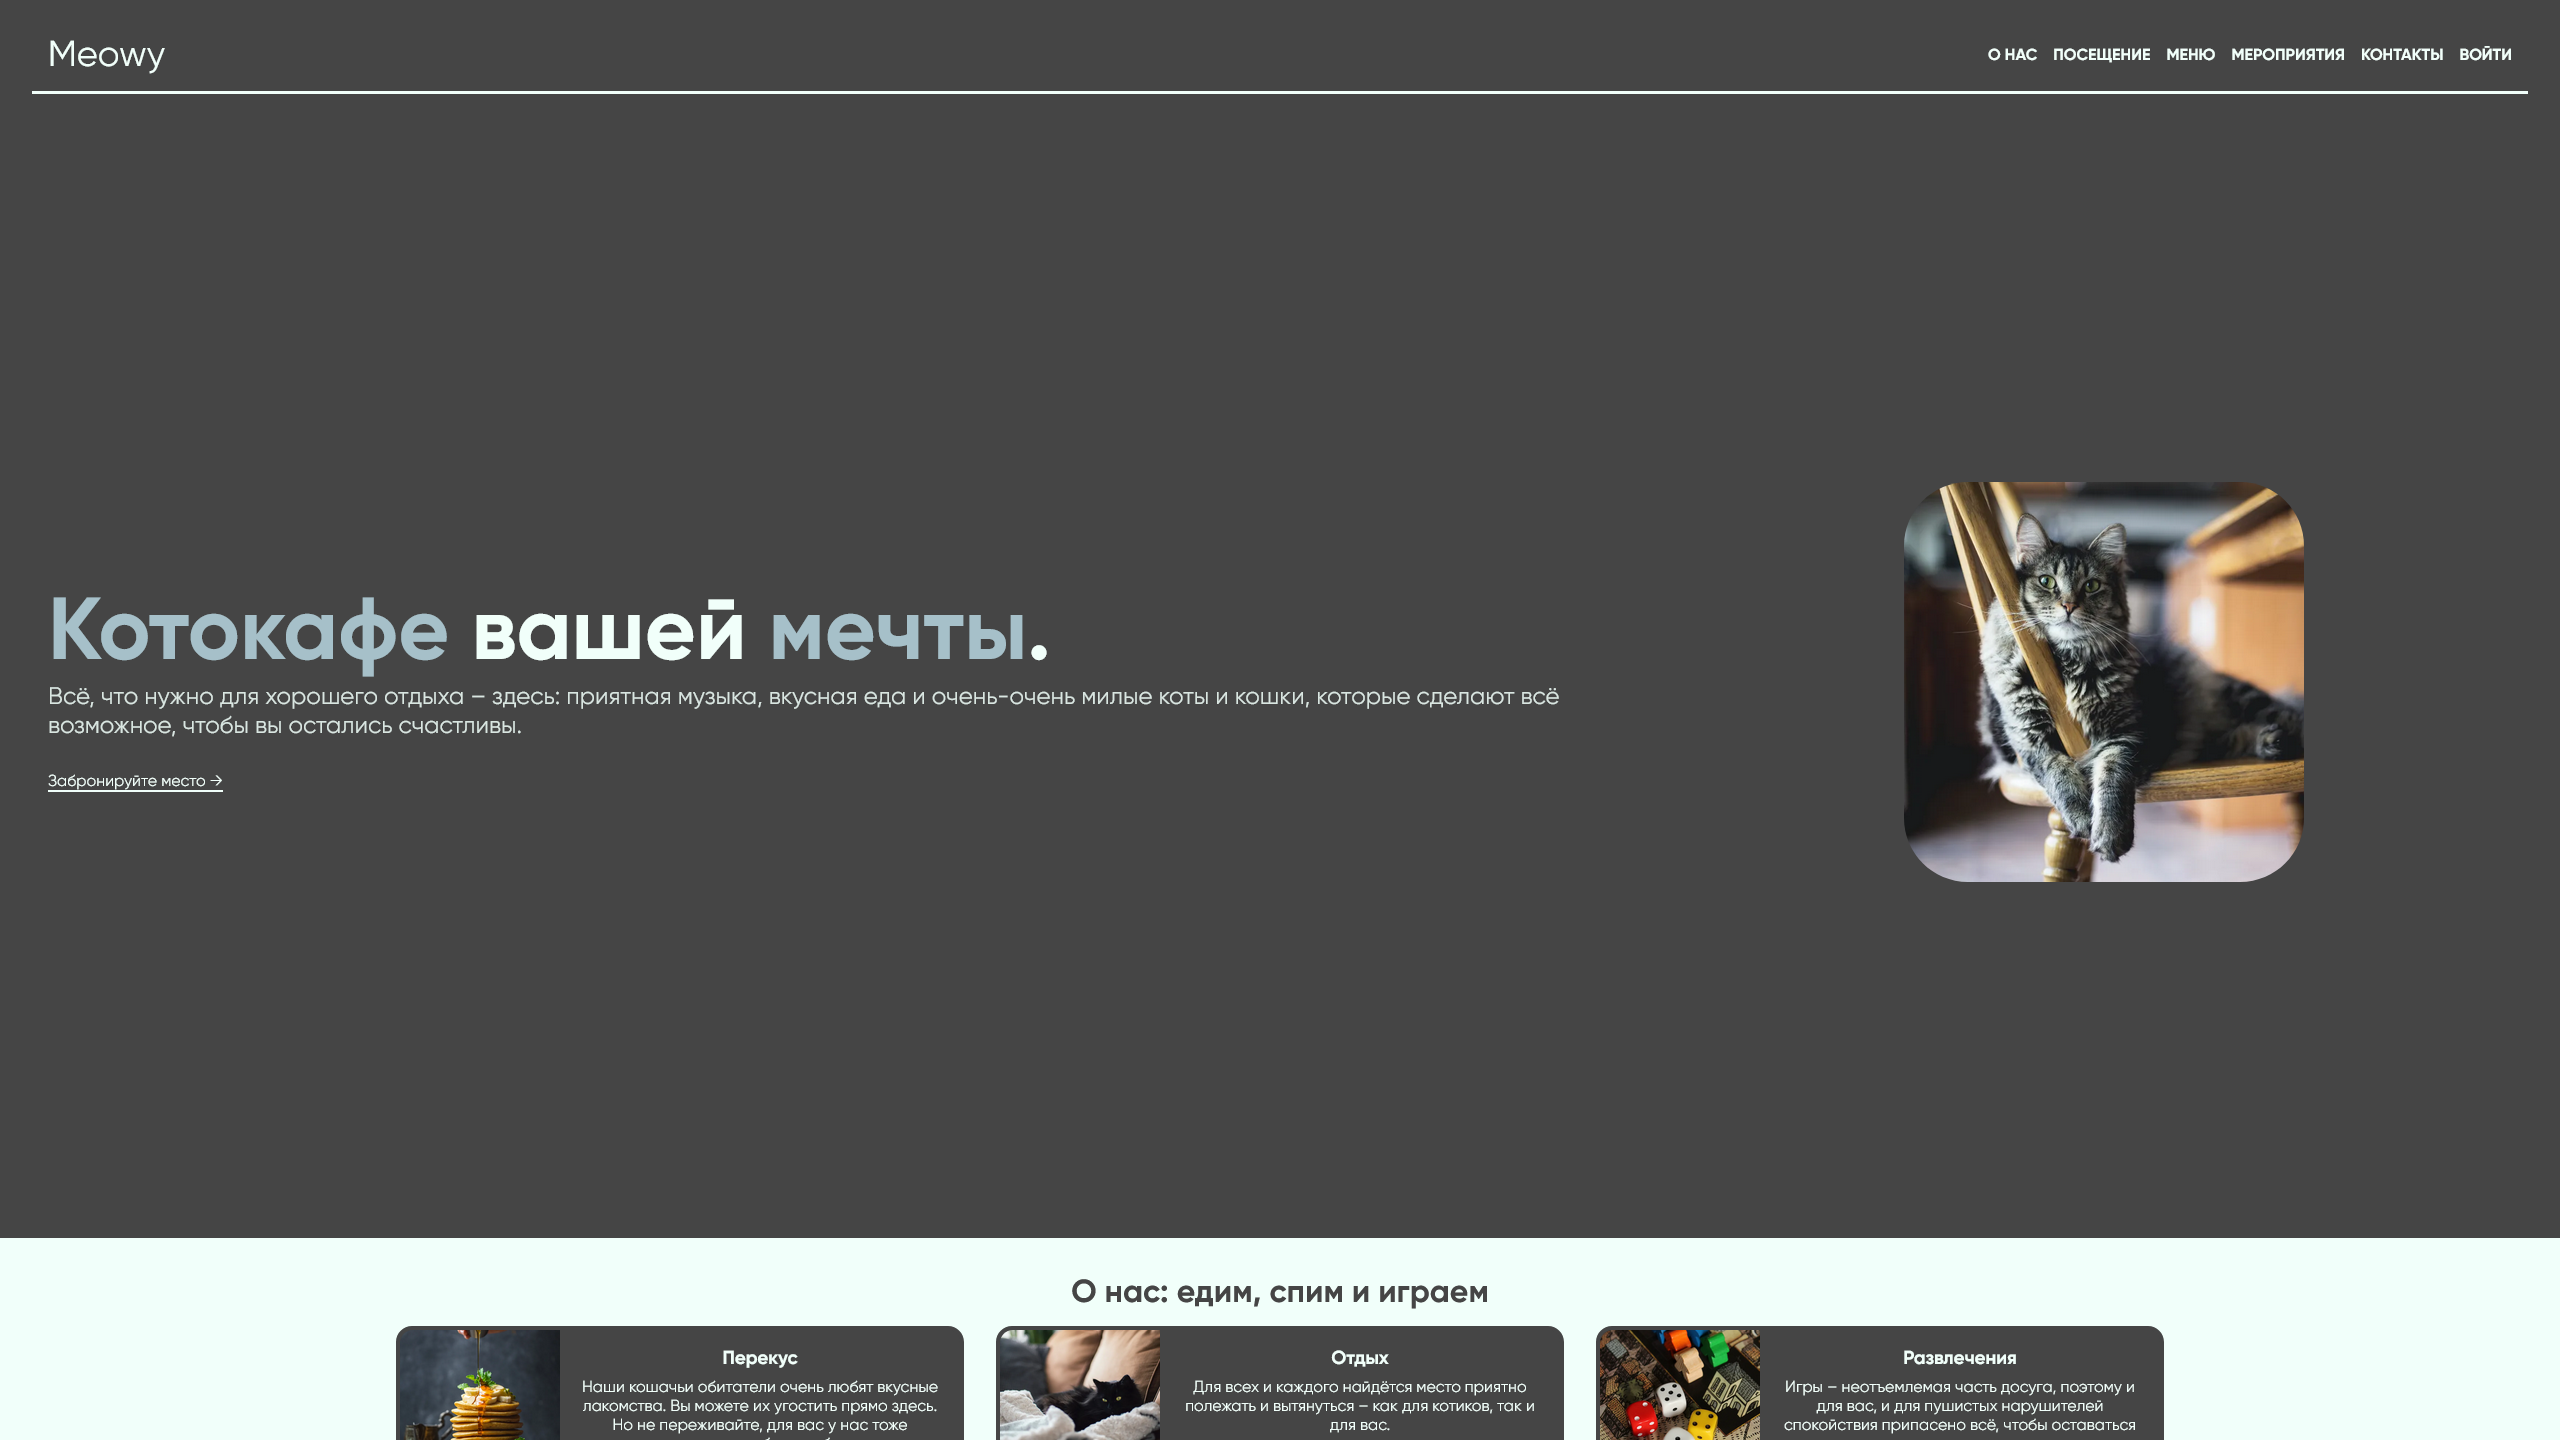 Meowy
О НАС ПОСЕЩЕНИЕ МЕНЮ МЕРОПРИЯТИЯ КОНТАКТЫ ВОЙТИ
Котокафе вашей мечты.
Всё, что нужно для хорошего отдыха – здесь: приятная музыка, вкусная еда и очень-очень милые коты и кошки, которые сделают всё
возможное, чтобы вы остались счастливы.
Забронируйте место →
О нас: едим, спим и играем
Перекус
Наши кошачьи обитатели очень любят вкусные
лакомства. Вы можете их угостить прямо здесь.
Но не переживайте, для вас у нас тоже
Отдых
Для всех и каждого найдётся место приятно
полежать и вытянуться – как для котиков, так и
для вас.
Развлечения
Игры – неотъемлемая часть досуга, поэтому и
для вас, и для пушистых нарушителей
спокойствия припасено всё, чтобы оставаться